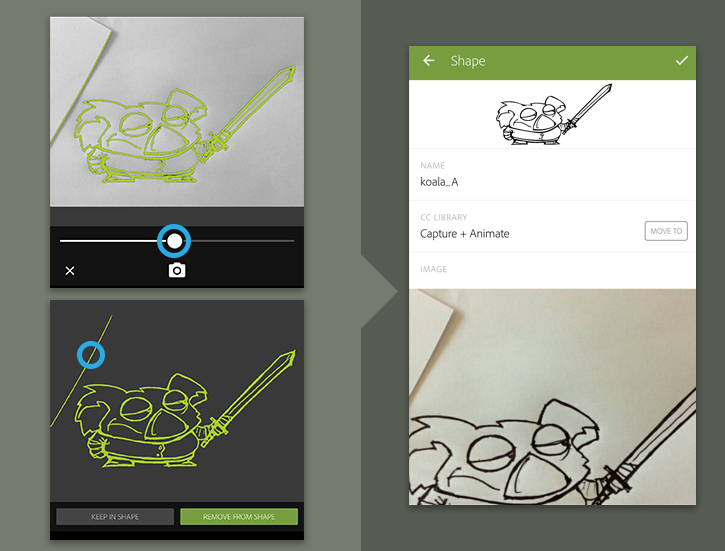 KEEP IN SHAPE
REMOVE FROM SHAPE
Shape
NAME
koala_A
CC LIBRARY
Capture + Animate
MOVE TO
IMAGE